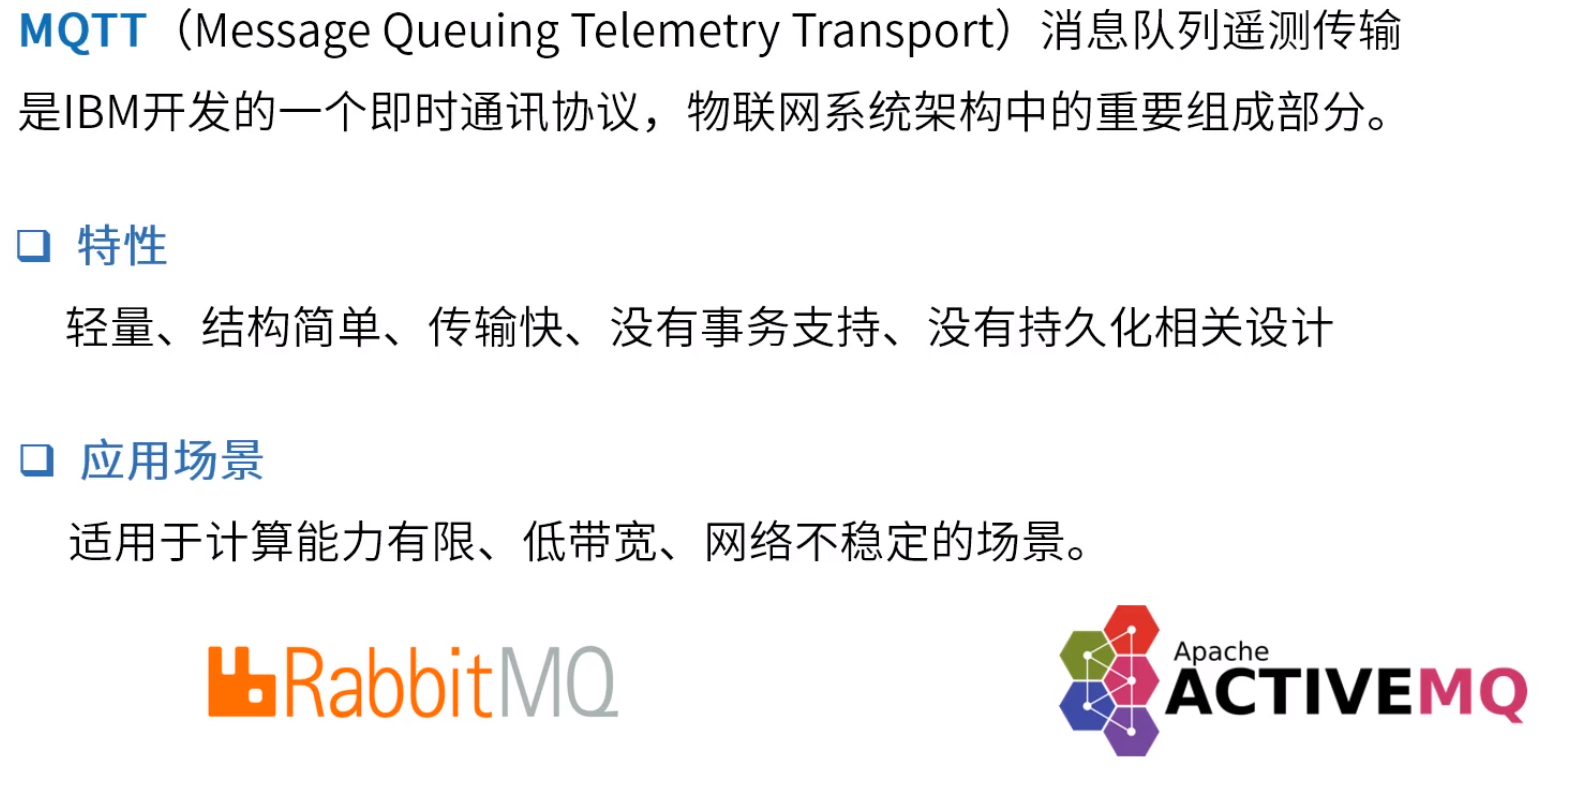 MQTT（Message Queuing Telemetry Transport）消息队列遥测传输
是IBM开发的一个即时通讯协议，物联网系统架构中的重要组成部分。
特性
轻量、结构简单、传输快、没有事务支持、没有持久化相关设计
应用场景
适用于计算能力有限、低带宽、网络不稳定的场景。
RabbitMQ
Apache
ACTIVEMQ